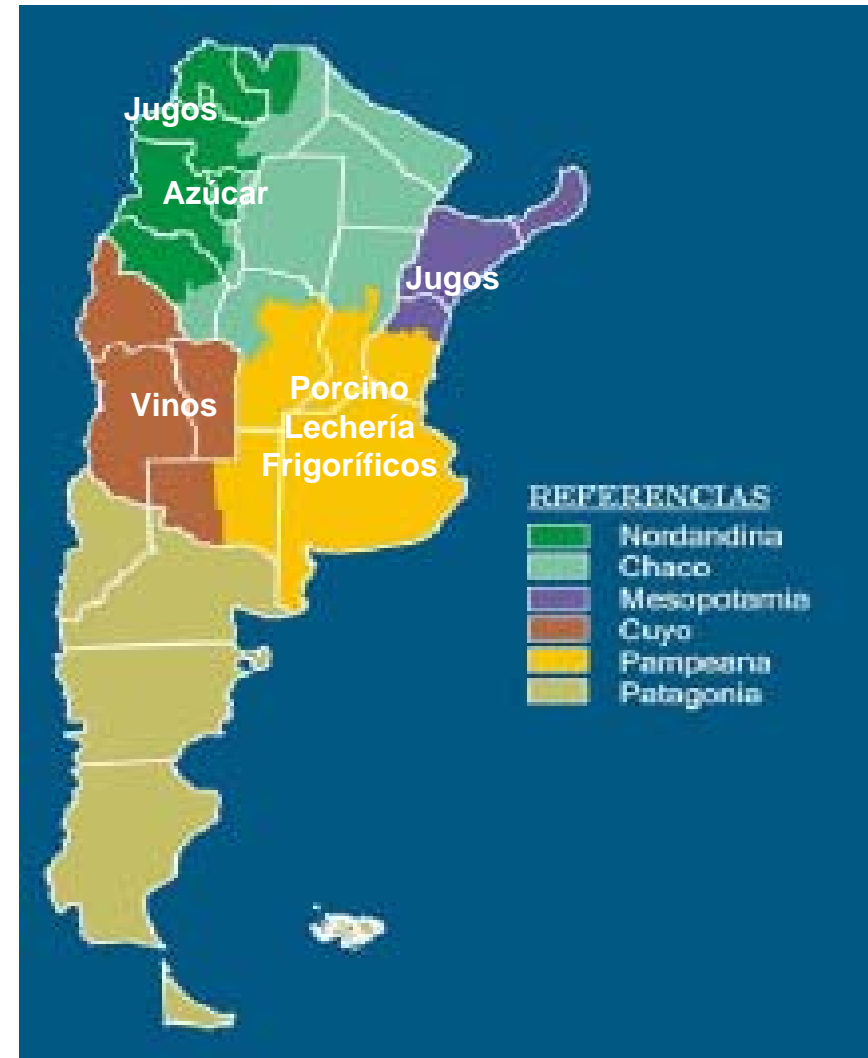 Jugos
Azúcar
Jugos
Vinos
Porcino
Lechería
Frigoríficos
REFERENCIAS
Nordandina
Chaco
Mesopotamia
Cuyo
Pampeana
Patagonia